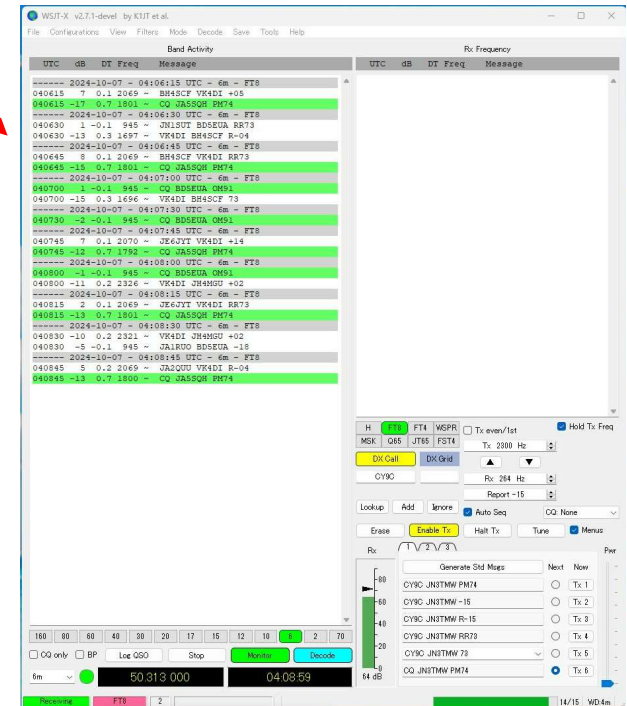 WSJT-X v2.7.1-devel by K1JT et al.
File Configurations View Filters Mode Decode Save Tools Help
Band Activity
UTC dB DT Freq Message
------ 2024-10-07 - 04:06:15 UTC - 6m - FT8
040615 7 0.1 2069 ~ BH4SCF VK4DI +05
040615 -17 0.7 1801 ~ CQ JA5SQH PM74
------ 2024-10-07 - 04:06:30 UTC - 6m - FT8
040630 1 -0.1 945 ~ JN1SUT BD5EUA RR73
040630 -13 0.3 1697 ~ VK4DI BH4SCF R-04
------ 2024-10-07 - 04:06:45 UTC - 6m - FT8
040645 8 0.1 2069 ~ BH4SCF VK4DI RR73
040645 -15 0.7 1801 ~ CQ JA5SQH PM74
------ 2024-10-07 - 04:07:00 UTC - 6m - FT8
040700 1 -0.1 945 ~ CQ BD5EUA OM91
040700 -15 0.3 1696 ~ VK4DI BH4SCF 73
------ 2024-10-07 - 04:07:30 UTC - 6m - FT8
040730 -2 -0.1 945 ~ CQ BD5EUA OM91
------ 2024-10-07 - 04:07:45 UTC - 6m - FT8
040745 7 0.1 2070 ~ JE6JYT VK4DI +14
040745 -12 0.7 1792 ~ CQ JA5SQH PM74
------ 2024-10-07 - 04:08:00 UTC - 6m - FT8
040800 -1 -0.1 945 ~ CQ BD5EUA OM91
040800 -11 0.2 2326 ~ VK4DI JH4MGU +02
------ 2024-10-07 - 04:08:15 UTC - 6m - FT8
040815 2 0.1 2069 ~ JE6JYT VK4DI RR73
040815 -13 0.7 1801 ~ CQ JA5SQH PM74
------ 2024-10-07 - 04:08:30 UTC - 6m - FT8
040830 -10 0.2 2321 ~ VK4DI JH4MGU +02
040830 -5 -0.1 945 ~ JA1RUO BD5EUA -18
------ 2024-10-07 - 04:08:45 UTC - 6m - FT8
040845 5 0.2 2069 ~ JA2QUU VK4DI R-04
040845 -13 0.7 1800 ~ CQ JA5SQH PM74
160 80 60 40 30 20 17 15 12 10 6 2 70
CQ only BP Log QSO Stop Monitor Decode
6m 50.313 000 04:08:59
Rx Frequency
UTC dB DT Freq Message
H FT8 FT4 WSPR Tx even/1st Hold Tx Freq
MSK Q65 JT65 FST4 Tx 2300 Hz
DX Call DX Grid
CY9C Rx 264 Hz
Report -15
Lookup Add Ignore Auto Seq CQ: None
Erase Enable Tx Halt Tx Tune Menus
Rx 1 2 3 Pwr
Generate Std Msgs Next Now
CY9C JN3TMW PM74 Tx 1
CY9C JN3TMW -15 Tx 2
CY9C JN3TMW R-15 Tx 3
CY9C JN3TMW RR73 Tx 4
CY9C JN3TMW 73 Tx 5
CQ JN3TMW PM74 Tx 6
80
60
40
20
0
64 dB
Receiving FT8 2 14/15 WD:4m